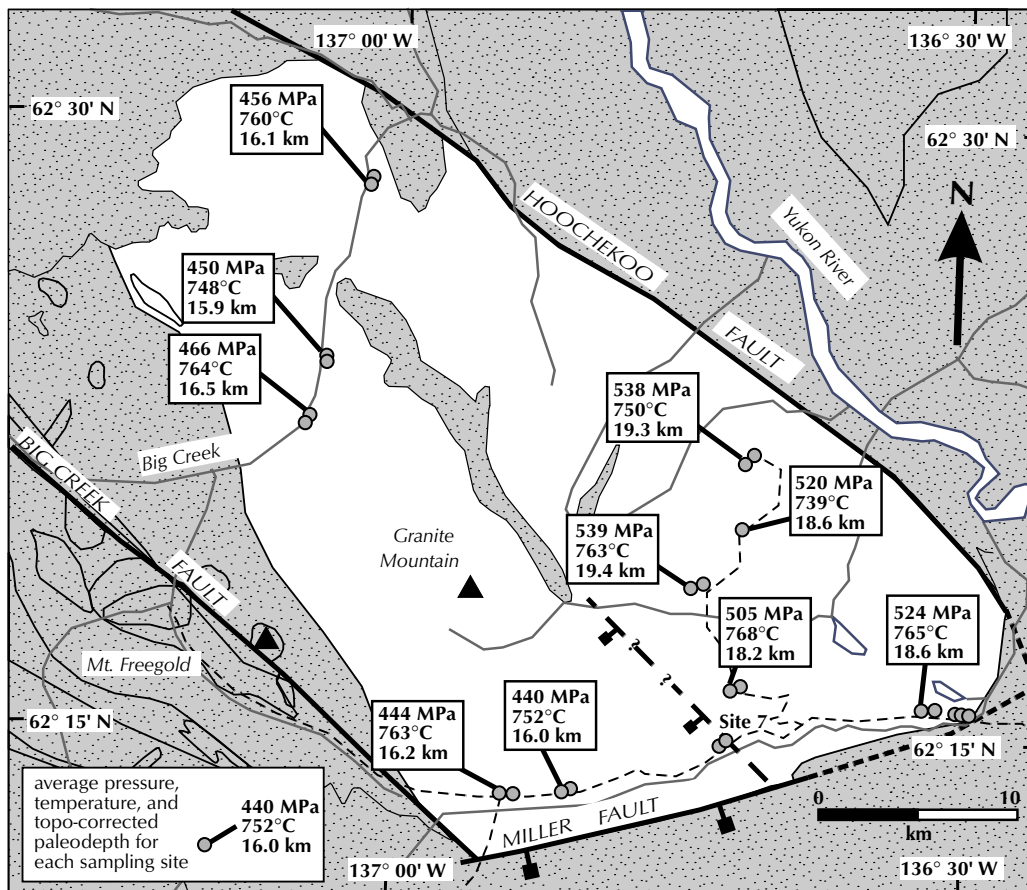 137° 00' W
136° 30' W
62° 30' N
62° 30' N
456 MPa
760°C
16.1 km
N
HOOCHEKOO
FAULT
Yukon River
450 MPa
748°C
15.9 km
466 MPa
764°C
16.5 km
538 MPa
750°C
19.3 km
Big Creek
BIG CREEK
FAULT
520 MPa
739°C
18.6 km
Granite
Mountain
539 MPa
763°C
19.4 km
505 MPa
768°C
18.2 km
524 MPa
765°C
18.6 km
?
?
Mt. Freegold
62° 15' N
Site 7
62° 15' N
444 MPa
763°C
16.2 km
440 MPa
752°C
16.0 km
MILLER FAULT
average pressure,
temperature, and
topo-corrected
paleodepth for
each sampling site
440 MPa
752°C
16.0 km
0 10
km
137° 00' W
136° 30' W